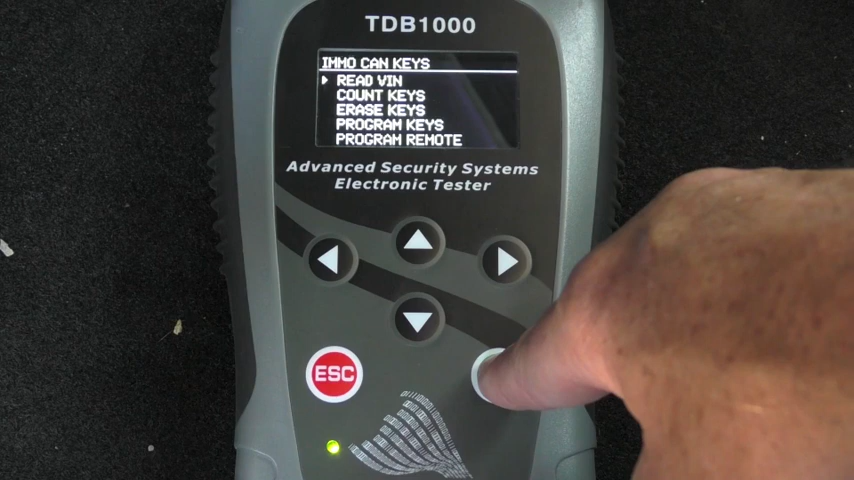 TDB1000
IMMO CAN KEYS
READ VIN
COUNT KEYS
ERASE KEYS
PROGRAM KEYS
PROGRAM REMOTE
Advanced Security Systems
Electronic Tester
ESC